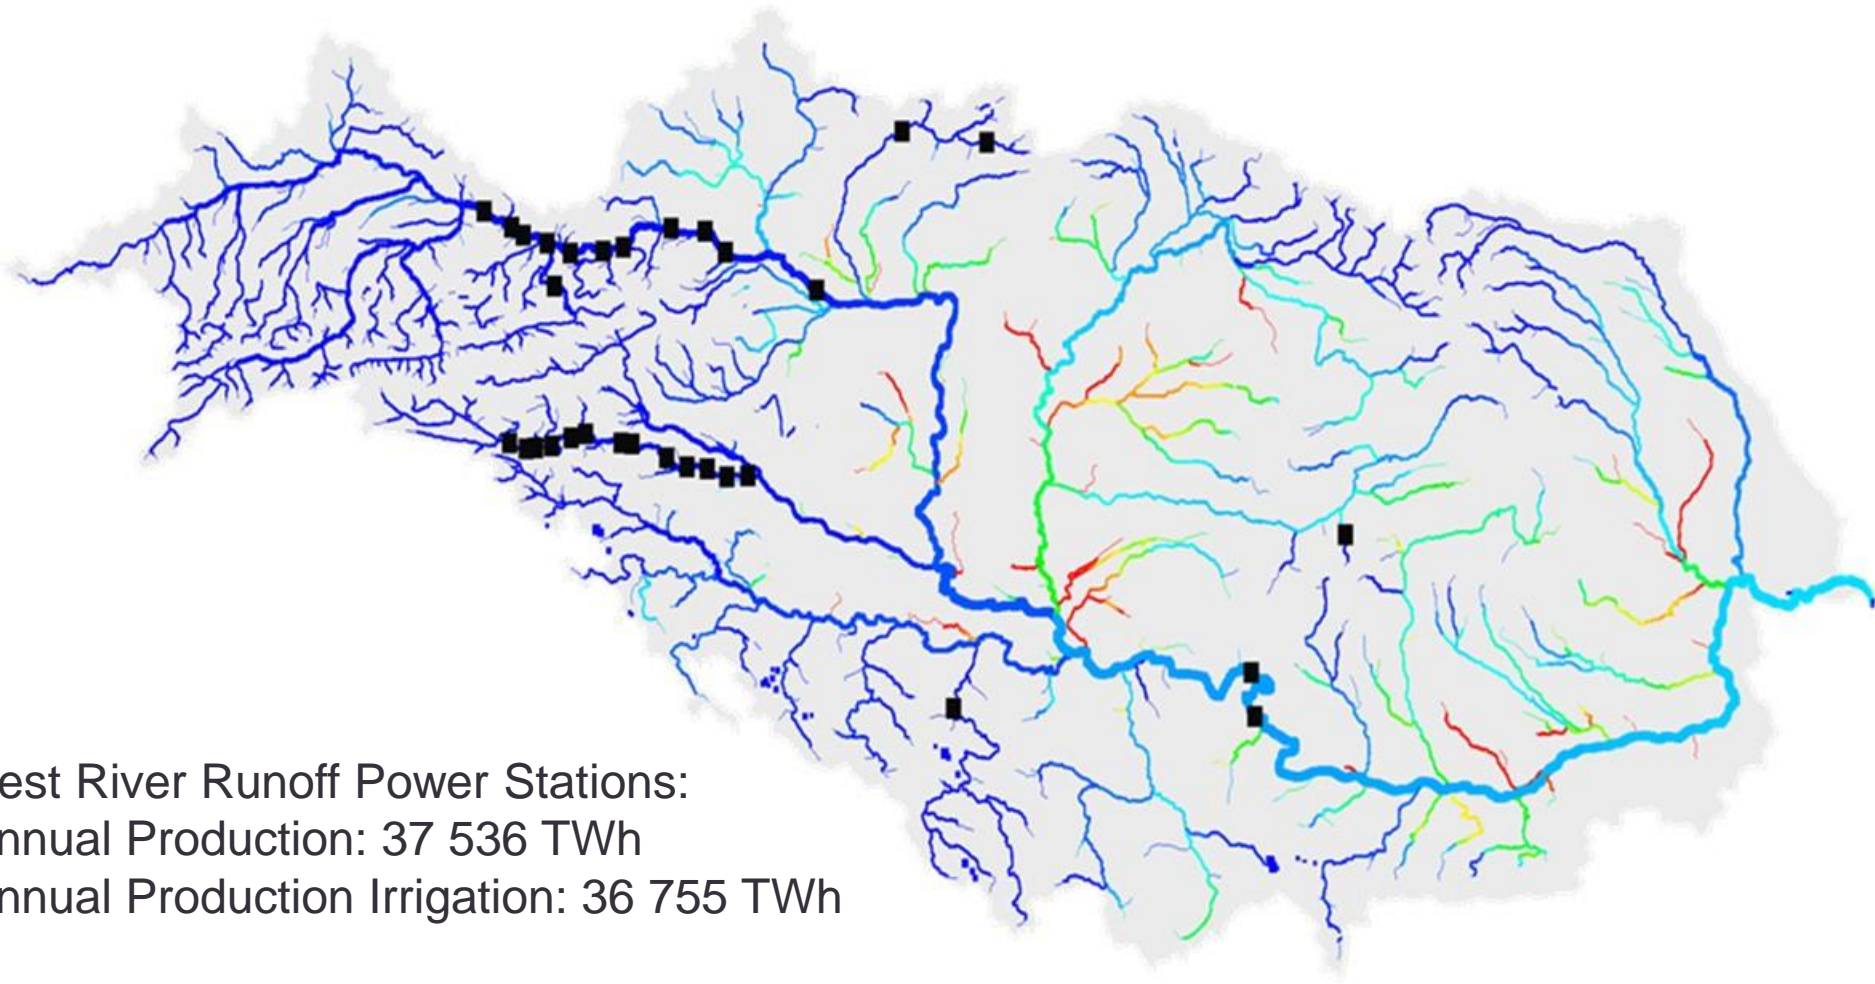 est River Runoff Power Stations:
nnual Production: 37 536 TWh
nnual Production Irrigation: 36 755 TWh